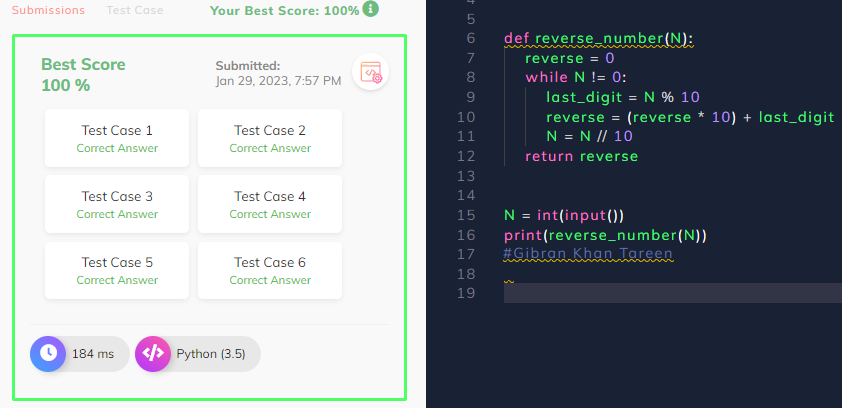 Submissions Test Case Your Best Score: 100%
Best Score
100 %
Submitted:
Jan 29, 2023, 7:57 PM
Test Case 1
Correct Answer
Test Case 2
Correct Answer
Test Case 3
Correct Answer
Test Case 4
Correct Answer
Test Case 5
Correct Answer
Test Case 6
Correct Answer
184 ms
Python (3.5)
4
5
6 def reverse_number(N):
7 reverse = 0
8 while N != 0:
9 last_digit = N % 10
10 reverse = (reverse * 10) + last_digit
11 N = N // 10
12 return reverse
13
14
15 N = int(input())
16 print(reverse_number(N))
17 #Gibran Khan Tareen
18
19